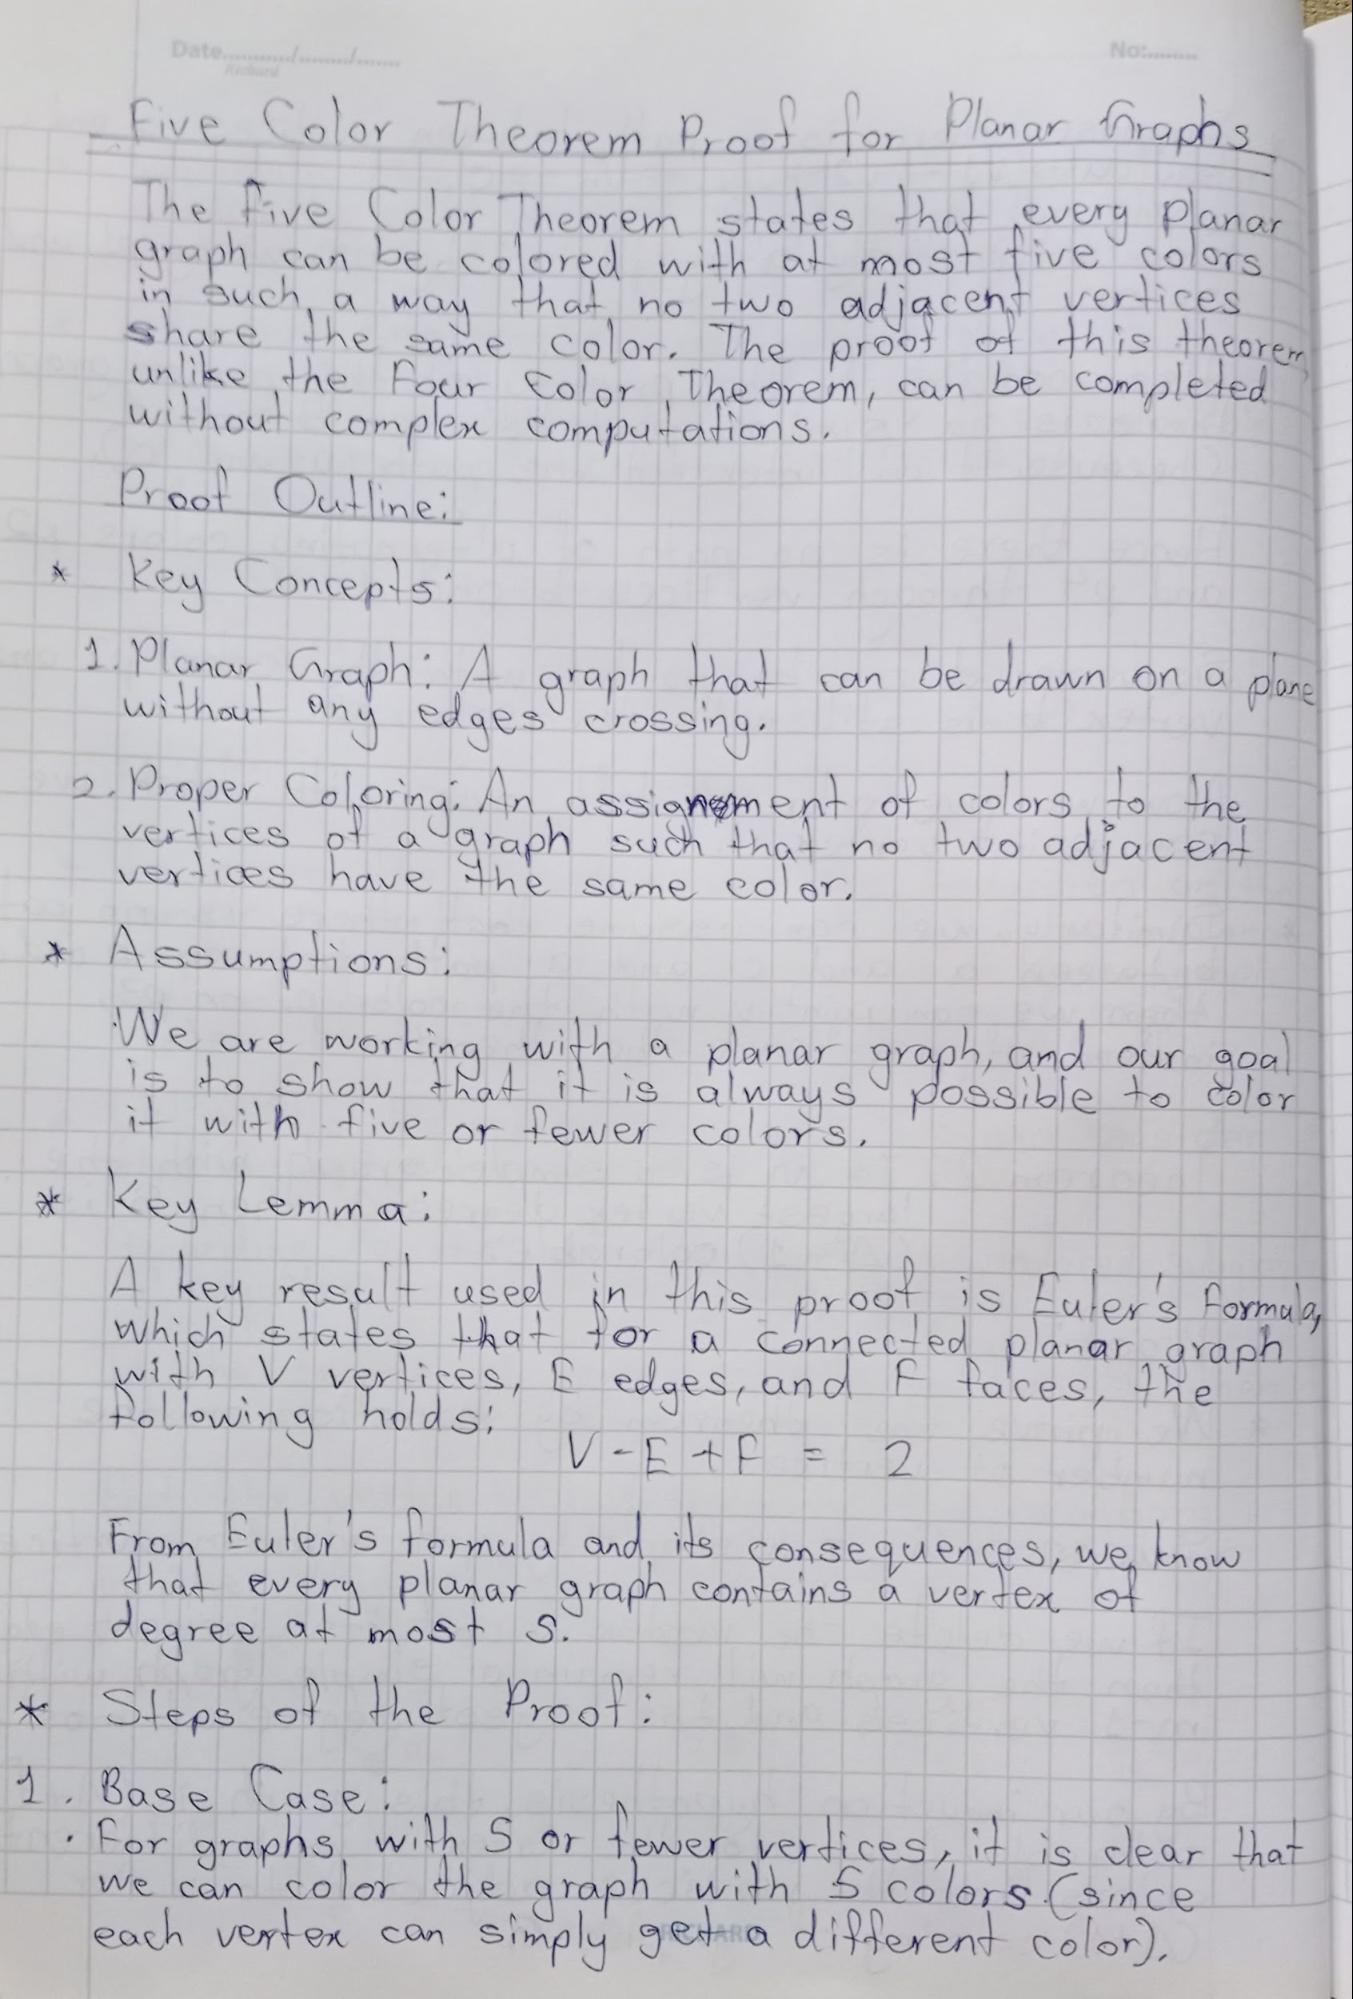 Date........../........./.......
Richard
No:.........
Five Color Theorem Proof for Planar Graphs
The Five Color Theorem states that every planar
graph can be colored with at most five colors
in such a way that no two adjacent vertices
share the same color. The proof of this theorem,
unlike the Four Color Theorem, can be completed
without complex computations.
Proof Outline:
* Key Concepts:
1. Planar Graph: A graph that can be drawn on a plane
without any edges crossing.
2. Proper Coloring: An assignment of colors to the
vertices of a graph such that no two adjacent
vertices have the same color.
* Assumptions:
We are working with a planar graph, and our goal
is to show that it is always possible to color
it with five or fewer colors.
* Key Lemma:
A key result used in this proof is Euler's Formula,
which states that for a connected planar graph
with V vertices, E edges, and F faces, the
following holds:
V - E + F = 2
From Euler's formula and its consequences, we know
that every planar graph contains a vertex of
degree at most 5.
* Steps of the Proof:
1. Base Case:
· For graphs with 5 or fewer vertices, it is clear that
we can color the graph with 5 colors (since
each vertex can simply get a different color).